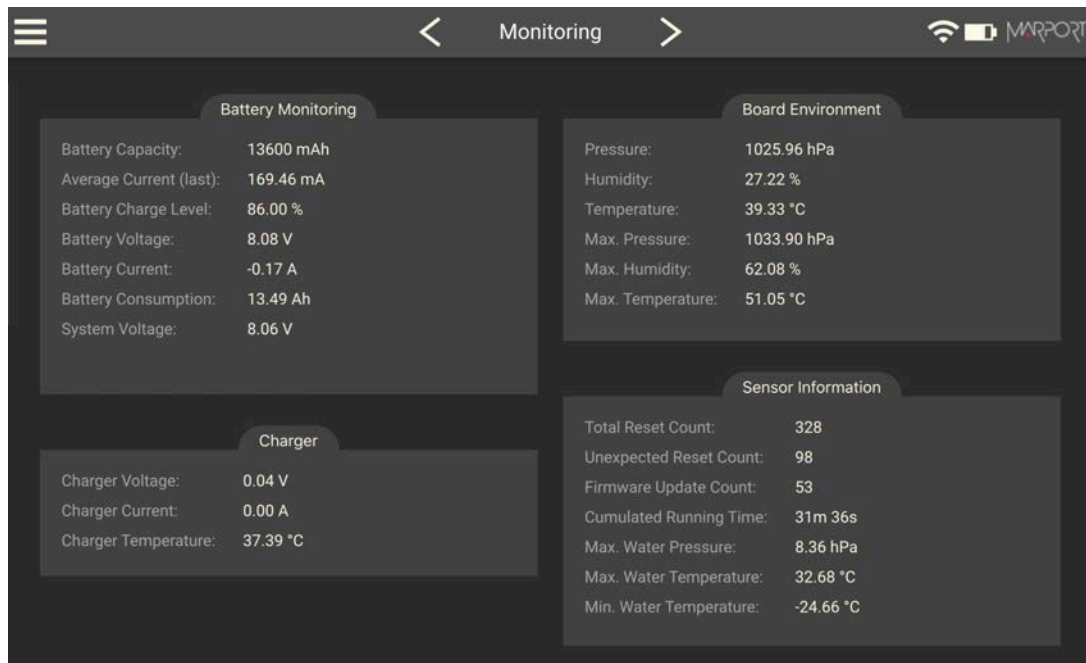 Monitoring
MARPORT
Battery Monitoring
Battery Capacity: 13600 mAh
Average Current (last): 169.46 mA
Battery Charge Level: 86.00 %
Battery Voltage: 8.08 V
Battery Current: -0.17 A
Battery Consumption: 13.49 Ah
System Voltage: 8.06 V
Charger
Charger Voltage: 0.04 V
Charger Current: 0.00 A
Charger Temperature: 37.39 °C
Board Environment
Pressure: 1025.96 hPa
Humidity: 27.22 %
Temperature: 39.33 °C
Max. Pressure: 1033.90 hPa
Max. Humidity: 62.08 %
Max. Temperature: 51.05 °C
Sensor Information
Total Reset Count: 328
Unexpected Reset Count: 98
Firmware Update Count: 53
Cumulated Running Time: 31m 36s
Max. Water Pressure: 8.36 hPa
Max. Water Temperature: 32.68 °C
Min. Water Temperature: -24.66 °C